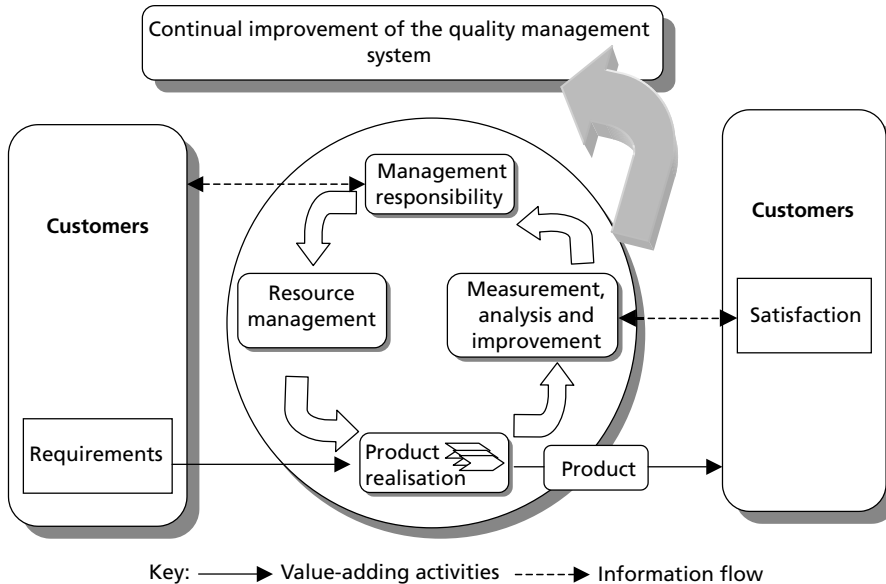 Continual improvement of the quality management
system
Management
responsibility
Customers
Customers
Resource
management
Measurement,
analysis and
improvement
Satisfaction
Requirements
Product
realisation
Product
Key: Value-adding activities Information flow